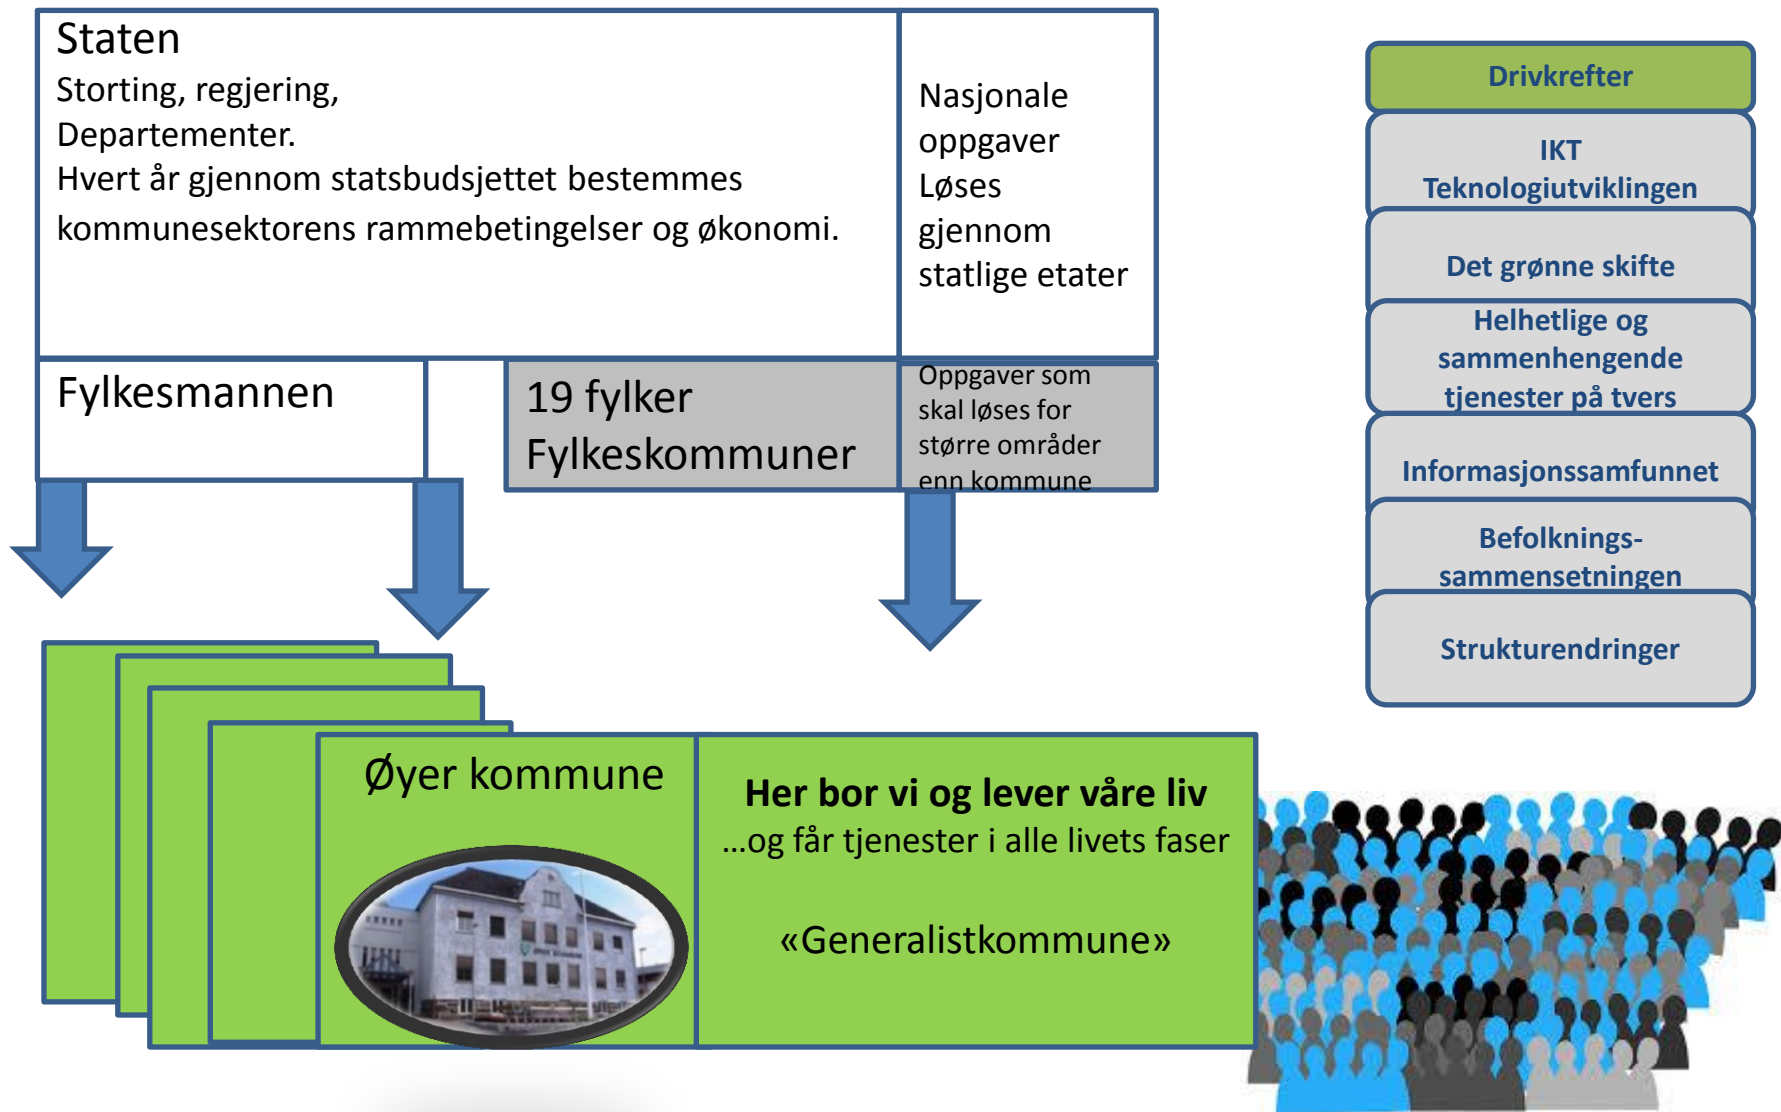 Staten
Storting, regjering,
Departementer.
Hvert år gjennom statsbudsjettet bestemmes
kommunesektorens rammebetingelser og økonomi.
Nasjonale
oppgaver
Løses
gjennom
statlige etater
Fylkesmannen
19 fylker
Fylkeskommuner
Oppgaver som
skal løses for
større områder
enn kommune
Øyer kommune
Her bor vi og lever våre liv
...og får tjenester i alle livets faser
«Generalistkommune»
Drivkrefter
IKT
Teknologiutviklingen
Det grønne skifte
Helhetlige og
sammenhengende
tjenester på tvers
Informasjonssamfunnet
Befolknings-
sammensetningen
Strukturendringer